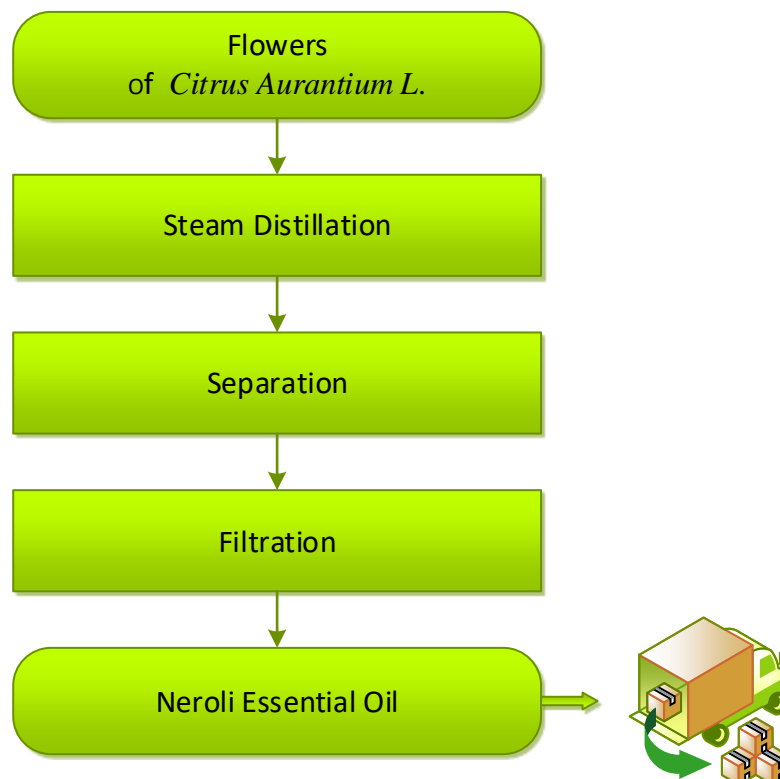 Flowers
of Citrus Aurantium L.
Steam Distillation
Separation
Filtration
Neroli Essential Oil